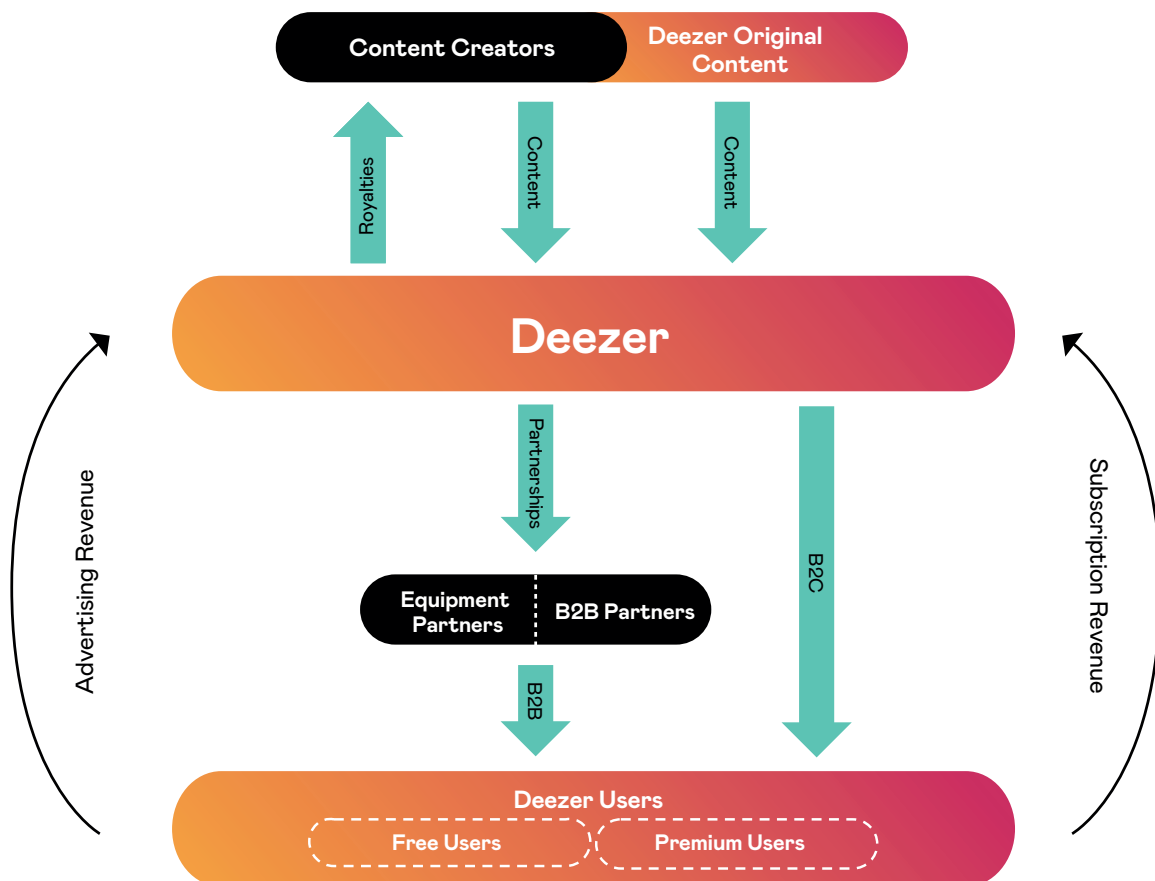 Content Creators
Deezer Original
Content
Royalties
Content
Content
Deezer
Advertising Revenue
Partnerships
B2C
Subscription Revenue
Equipment
Partners
B2B Partners
B2B
Deezer Users
Free Users
Premium Users